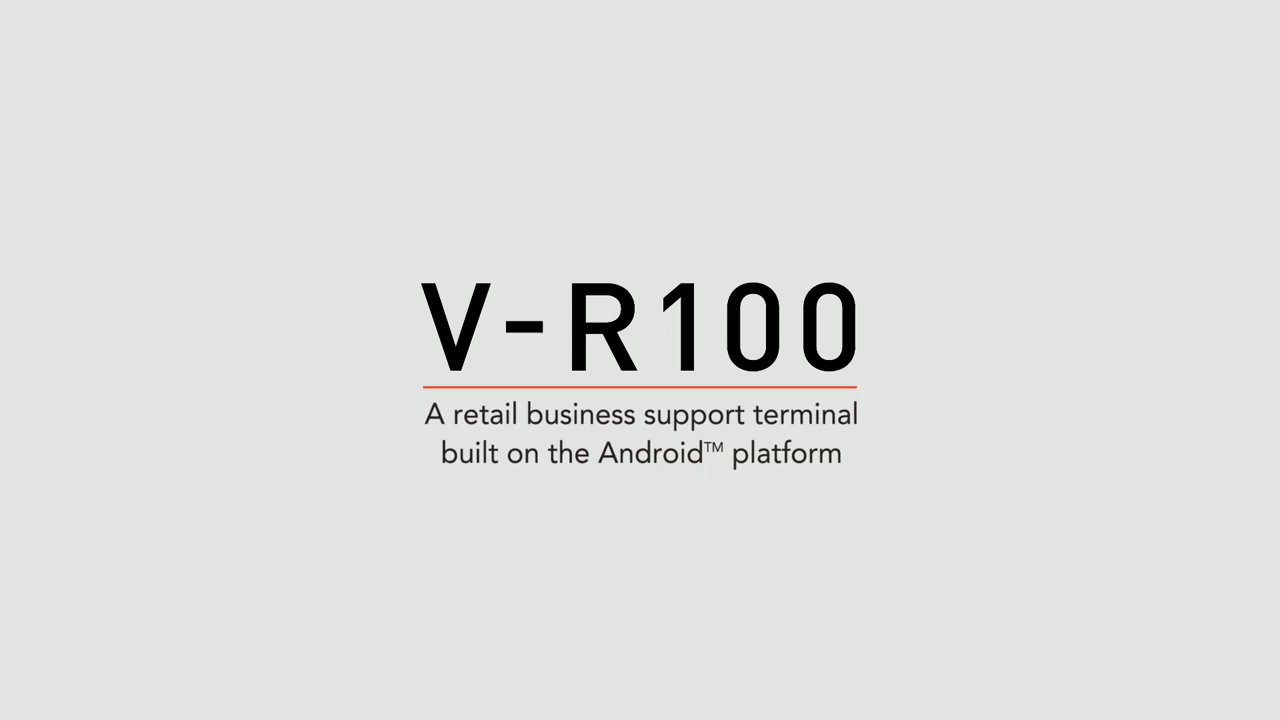 V-R100
A retail business support terminal
built on the Android™ platform